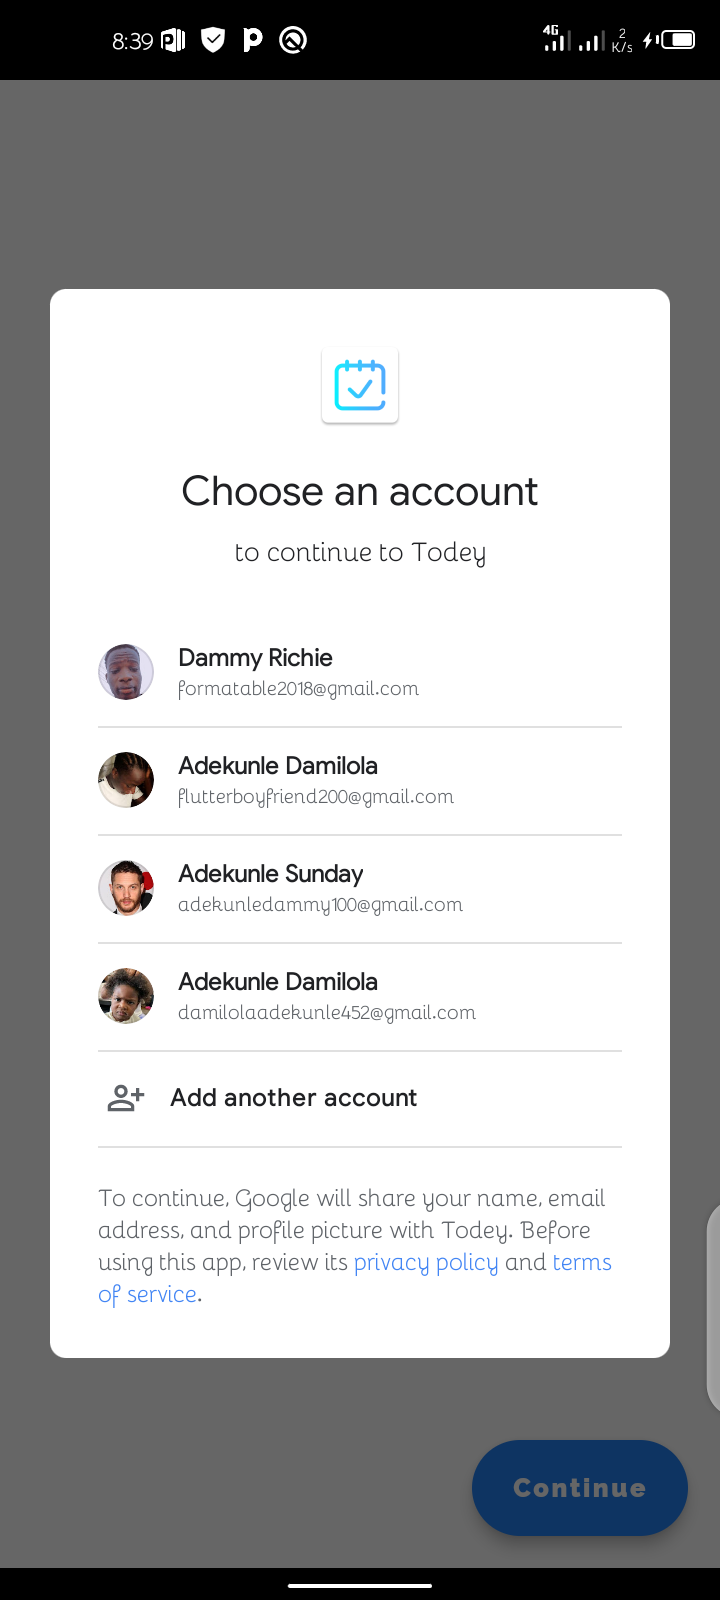 8:39
4G
2
K/s
Choose an account
to continue to Todey
Dammy Richie
formatable2018@gmail.com
Adekunle Damilola
flutterboyfriend200@gmail.com
Adekunle Sunday
adekunledammy100@gmail.com
Adekunle Damilola
damilolaadekunle452@gmail.com
Add another account
To continue, Google will share your name, email
address, and profile picture with Todey. Before
using this app, review its privacy policy and terms
of service.
Continue